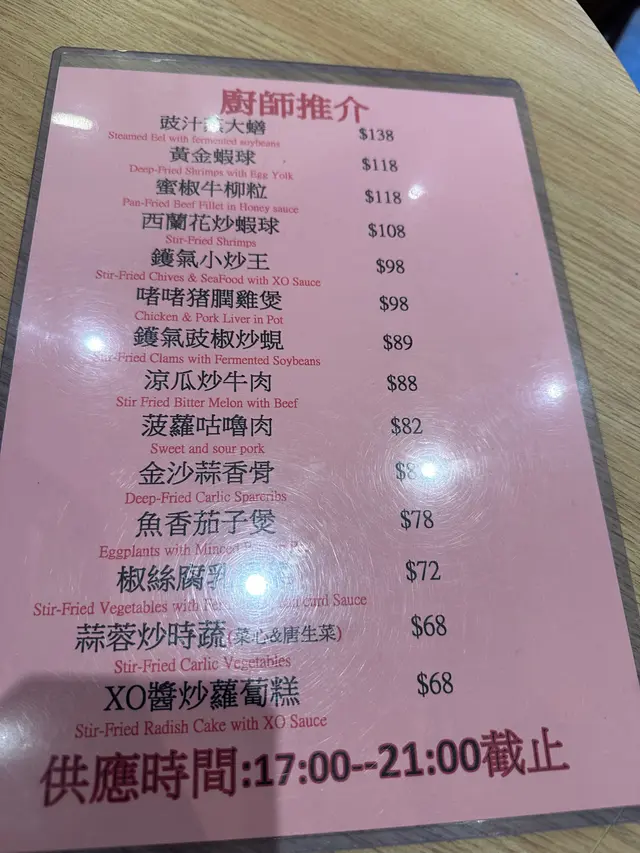 廚師推介
豉汁蒸大鱔 $138
Steamed Eel with fermented soybeans
黃金蝦球 $118
Deep-Fried Shrimps with Egg Yolk
蜜椒牛柳粒 $118
Pan-Fried Beef Fillet in Honey sauce
西蘭花炒蝦球 $108
Stir-Fried Shrimps
鑊氣小炒王 $98
Stir-Fried Chives & SeaFood with XO Sauce
啫啫猪膶雞煲 $98
Chicken & Pork Liver in Pot
鑊氣豉椒炒蜆 $89
Stir-Fried Clams with Fermented Soybeans
涼瓜炒牛肉 $88
Stir Fried Bitter Melon with Beef
菠蘿咕嚕肉 $82
Sweet and sour pork
金沙蒜香骨
Deep-Fried Carlic Spareribs
魚香茄子煲 $78
Eggplants with Minced
椒絲腐乳 $72
Stir-Fried Vegetables with Sauce
蒜蓉炒時蔬(菜心&唐生菜) $68
Stir-Fried Carlic Vegetables
XO醬炒蘿蔔糕 $68
Stir-Fried Radish Cake with XO Sauce
供應時間:17:00--21:00截止